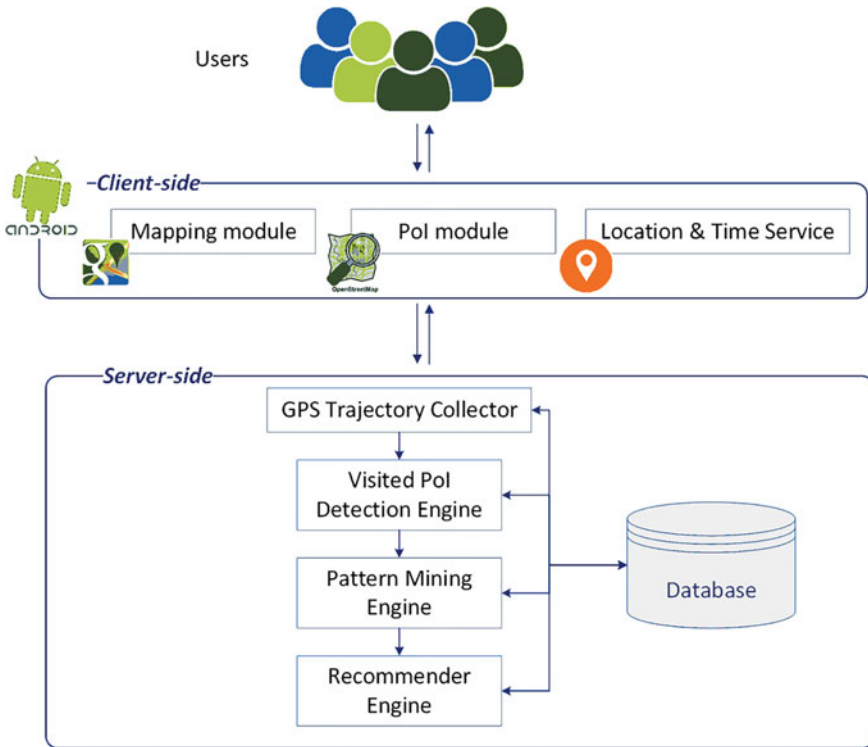 Users
Client-side
ANDROID
Mapping module
PoI module
Location & Time Service
g
OpenStreetMap
Server-side
GPS Trajectory Collector
Visited PoI
Detection Engine
Pattern Mining
Engine
Recommender
Engine
Database